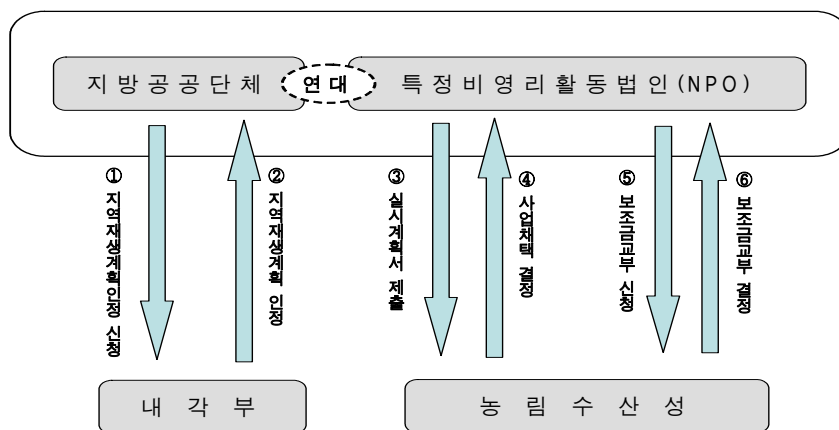 지방공공단체
연대
특정비영리활동법인(NPO)
① 지역재생계획인정 신청
② 지역재생계획 인정
③ 실시계획서 제출
④ 사업채택 결정
⑤ 보조금교부 신청
⑥ 보조금교부 결정
내 각 부
농 림 수 산 성